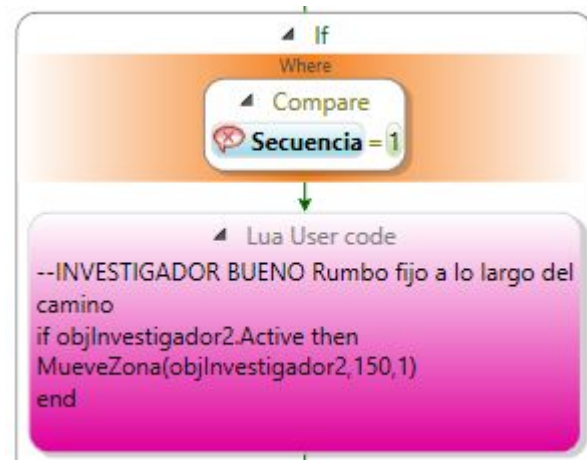 If
Where
Compare
Secuencia = 1
Lua User code
--INVESTIGADOR BUENO Rumbo fijo a lo largo del
camino
if objInvestigador2.Active then
MueveZona(objInvestigador2,150,1)
end